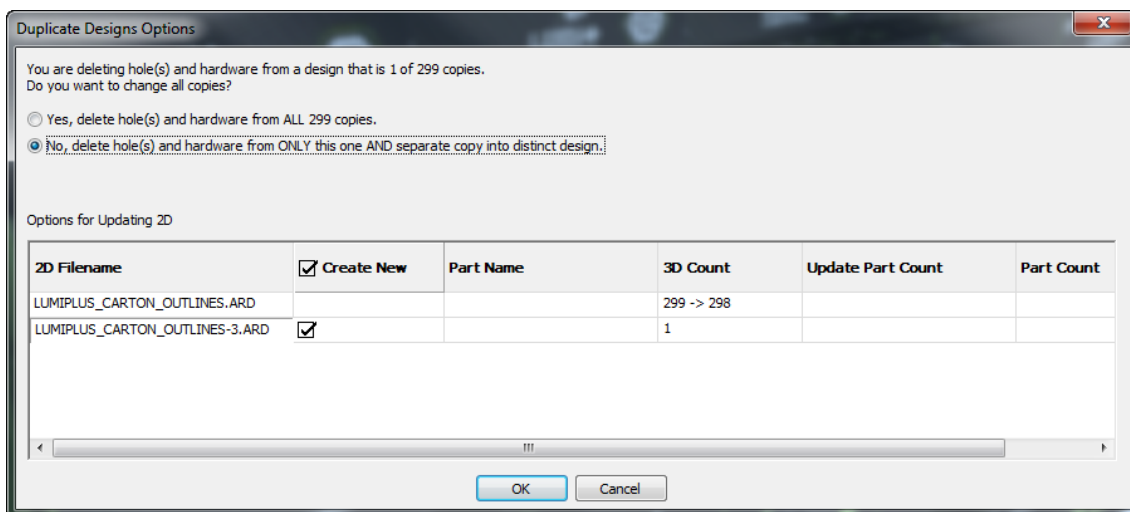 Duplicate Designs Options
You are deleting hole(s) and hardware from a design that is 1 of 299 copies.
Do you want to change all copies?
Yes, delete hole(s) and hardware from ALL 299 copies.
No, delete hole(s) and hardware from ONLY this one AND separate copy into distinct design.
Options for Updating 2D
2D Filename Create New Part Name 3D Count Update Part Count Part Count
LUMIPLUS_CARTON_OUTLINES.ARD 299 -> 298
LUMIPLUS_CARTON_OUTLINES-3.ARD 1
OK Cancel